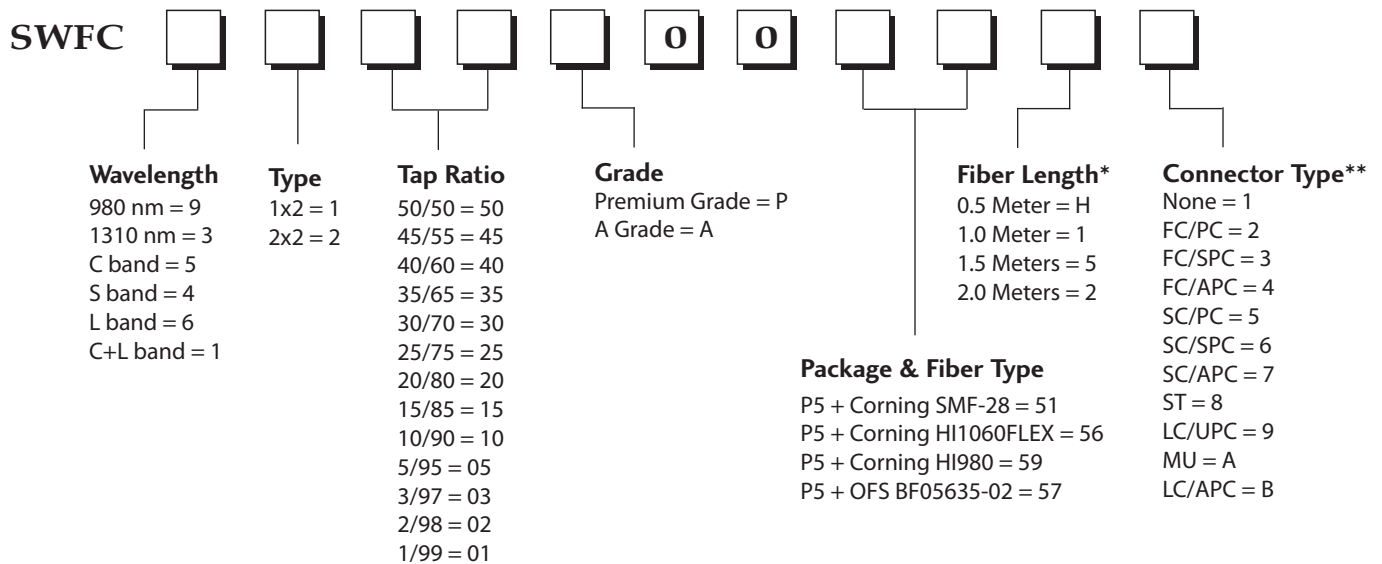 SWFC 0 0
Wavelength
980 nm = 9
1310 nm = 3
C band = 5
S band = 4
L band = 6
C+L band = 1
Type
1x2 = 1
2x2 = 2
Tap Ratio
50/50 = 50
45/55 = 45
40/60 = 40
35/65 = 35
30/70 = 30
25/75 = 25
20/80 = 20
15/85 = 15
10/90 = 10
5/95 = 05
3/97 = 03
2/98 = 02
1/99 = 01
Grade
Premium Grade = P
A Grade = A
Package & Fiber Type
P5 + Corning SMF-28 = 51
P5 + Corning HI1060FLEX = 56
P5 + Corning HI980 = 59
P5 + OFS BF05635-02 = 57
Fiber Length*
0.5 Meter = H
1.0 Meter = 1
1.5 Meters = 5
2.0 Meters = 2
Connector Type**
None = 1
FC/PC = 2
FC/SPC = 3
FC/APC = 4
SC/PC = 5
SC/SPC = 6
SC/APC = 7
ST = 8
LC/UPC = 9
MU = A
LC/APC = B